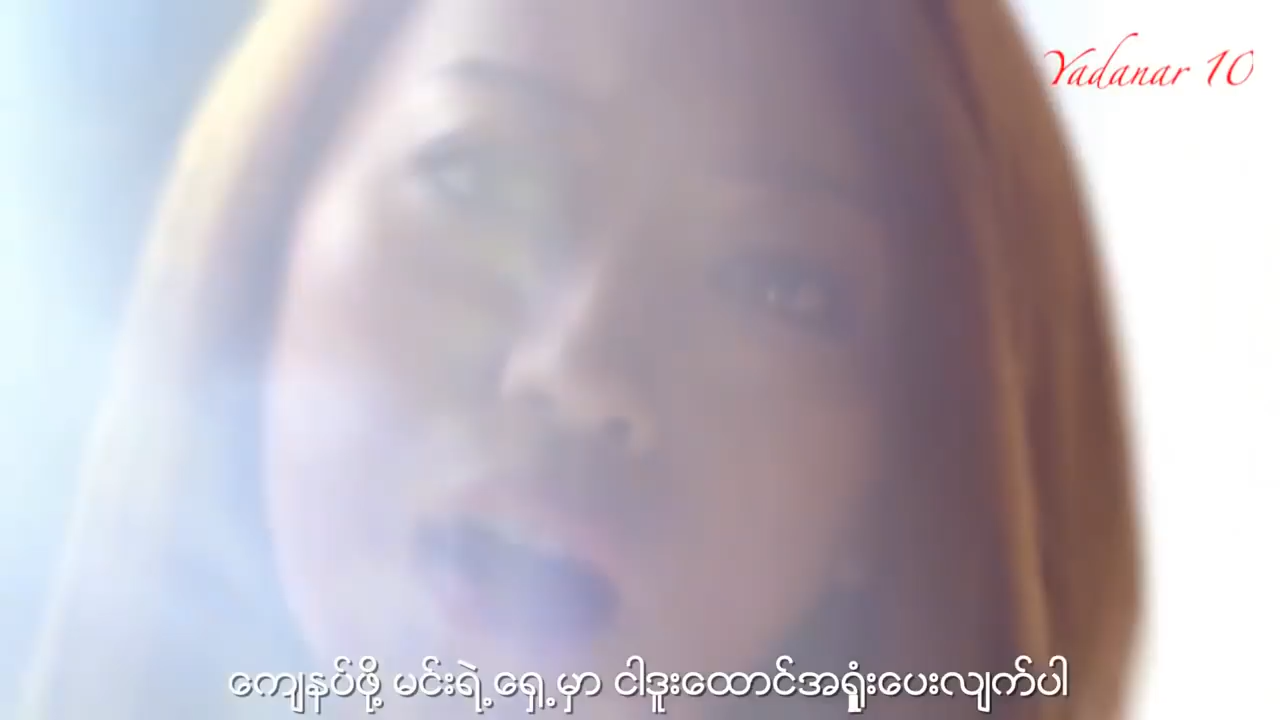 Yadanar 10
ကျေနပ်ဖို့ မင်းရဲ့ရှေ့မှာ ငါဒူးထောင်အရှုံးပေးလျက်ပါ